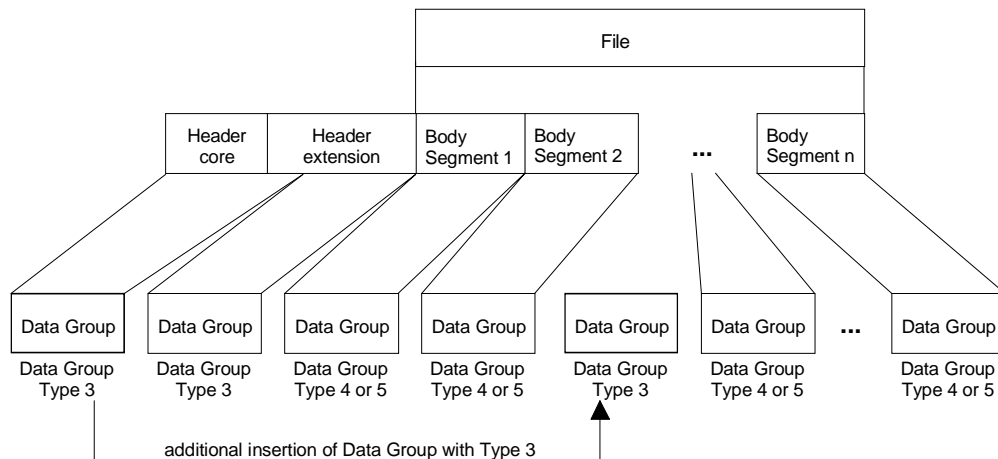 File
Header
core
Header
extension
Body
Segment 1
Body
Segment 2
...
Body
Segment n
Data Group
Data Group
Data Group
Data Group
Data Group
Data Group
...
Data Group
Data Group
Type 3
Data Group
Type 3
Data Group
Type 4 or 5
Data Group
Type 4 or 5
Data Group
Type 3
Data Group
Type 4 or 5
Data Group
Type 4 or 5
additional insertion of Data Group with Type 3